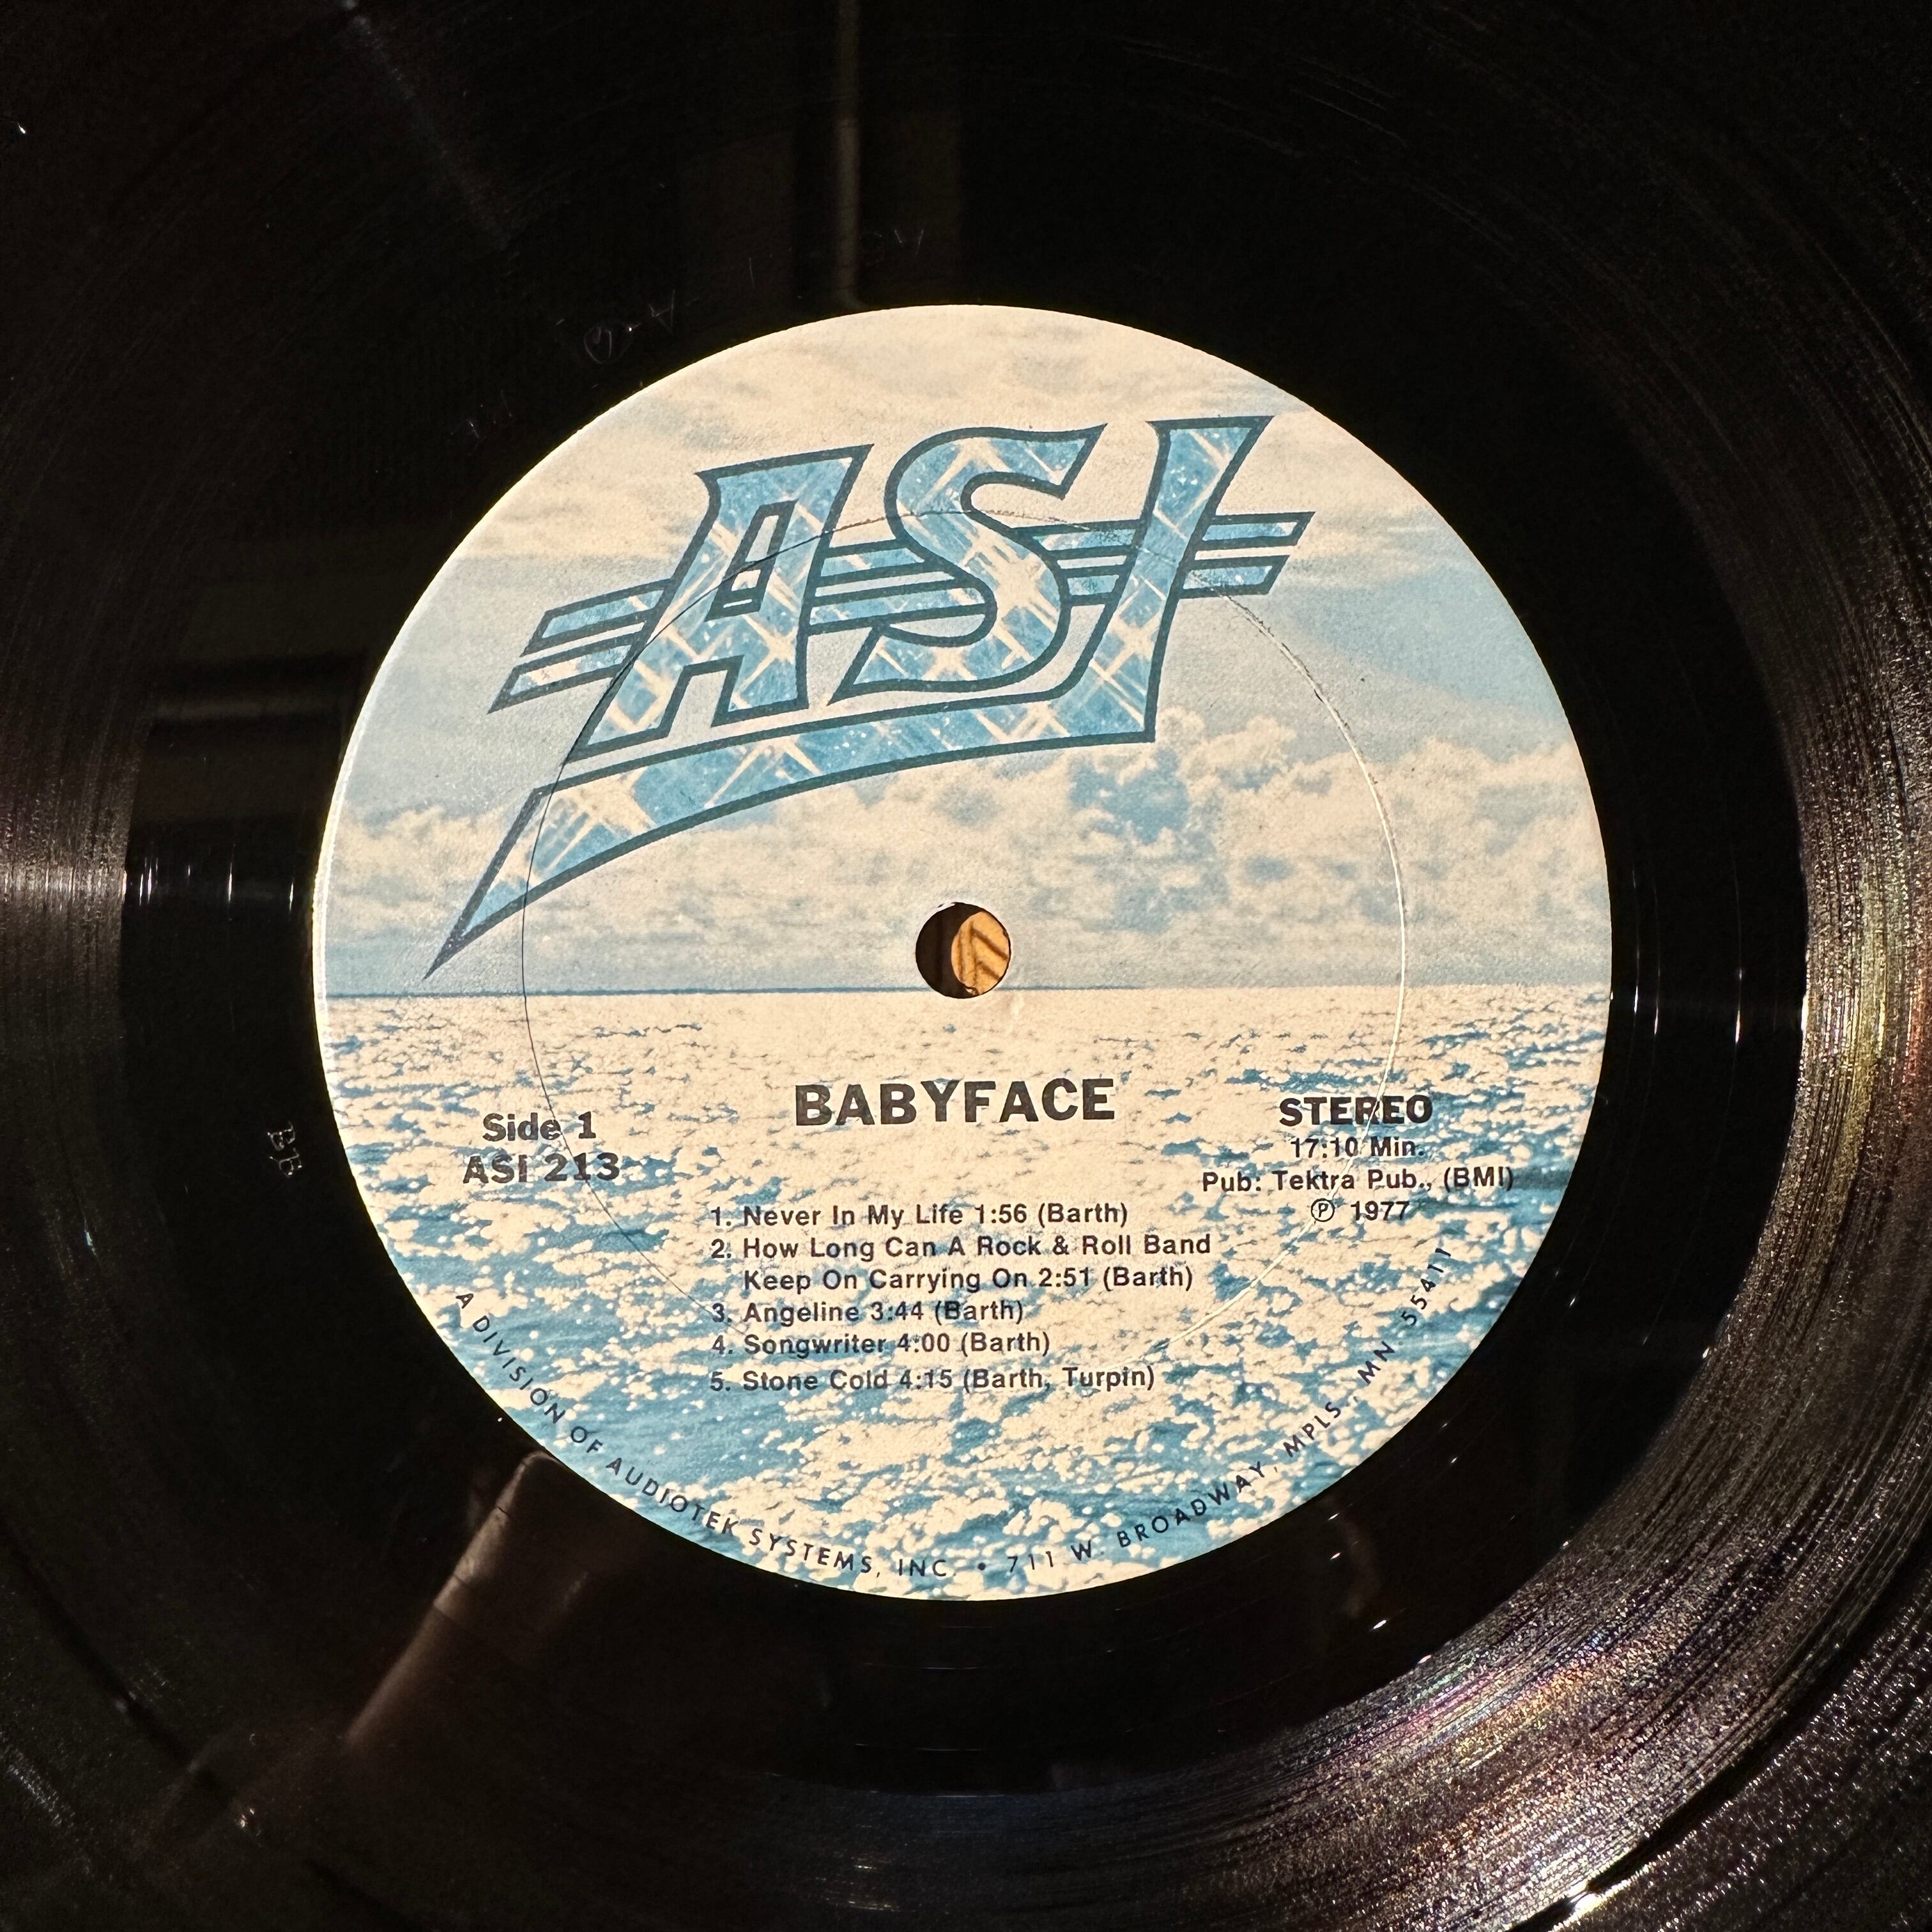 ASI
BABYFACE
Side 1
ASI 213
STEREO
17:10 Min.
Pub: Tektra Pub., (BMI)
℗ 1977
1. Never In My Life 1:56 (Barth)
2. How Long Can A Rock & Roll Band
Keep On Carrying On 2:51 (Barth)
3. Angeline 3:44 (Barth)
4. Songwriter 4:00 (Barth)
5. Stone Cold 4:15 (Barth, Turpin)
A DIVISION OF AUDIOTEK SYSTEMS, INC. • 711 W. BROADWAY, MPLS., MN. 55411